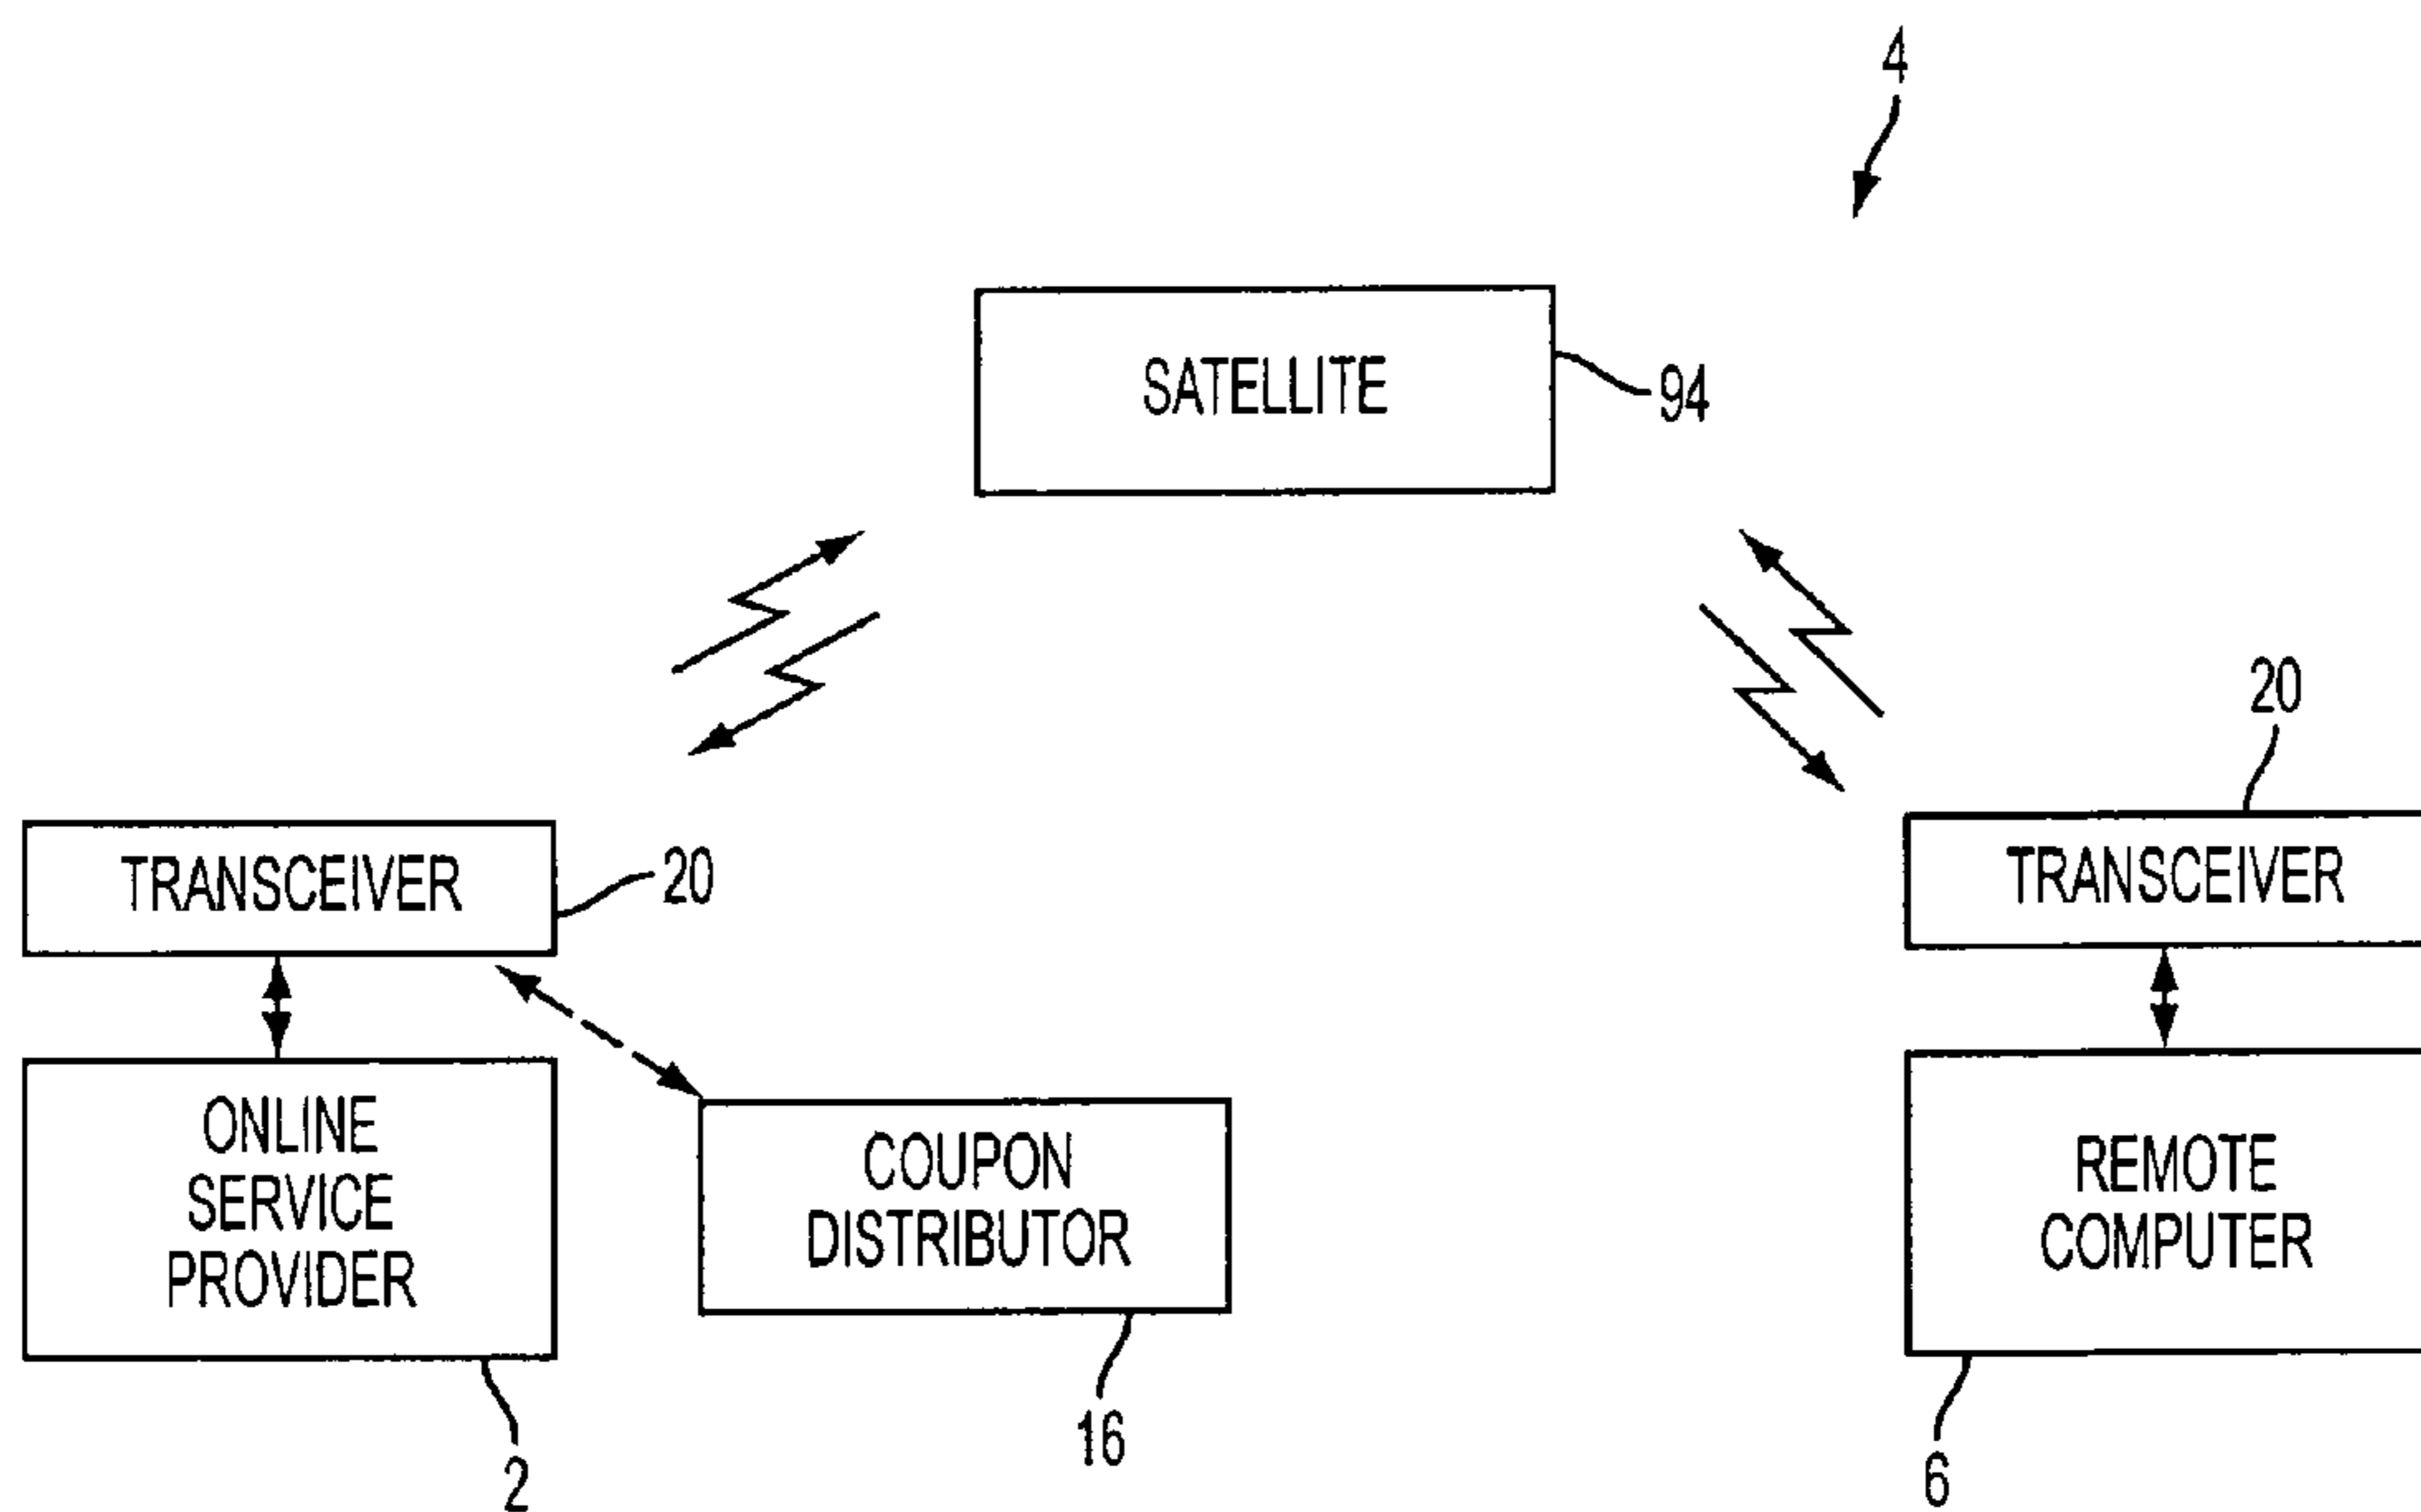 4
SATELLITE
94
20
TRANSCEIVER
20
TRANSCEIVER
ONLINE
SERVICE
PROVIDER
COUPON
DISTRIBUTOR
REMOTE
COMPUTER
16
2
6